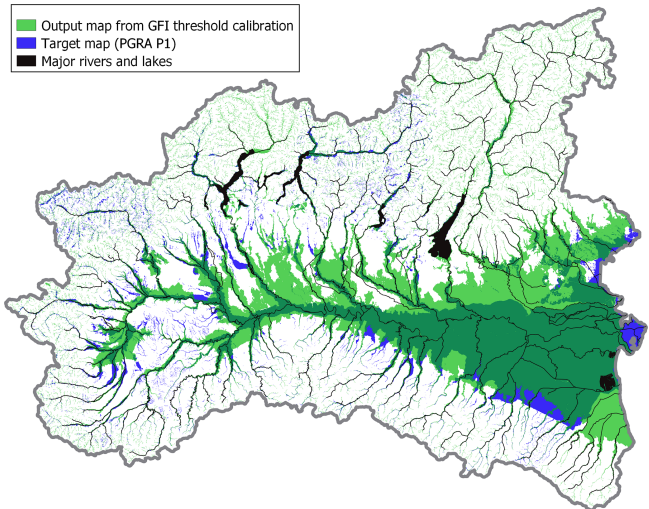 Output map from GFI threshold calibration
Target map (PGRA P1)
Major rivers and lakes